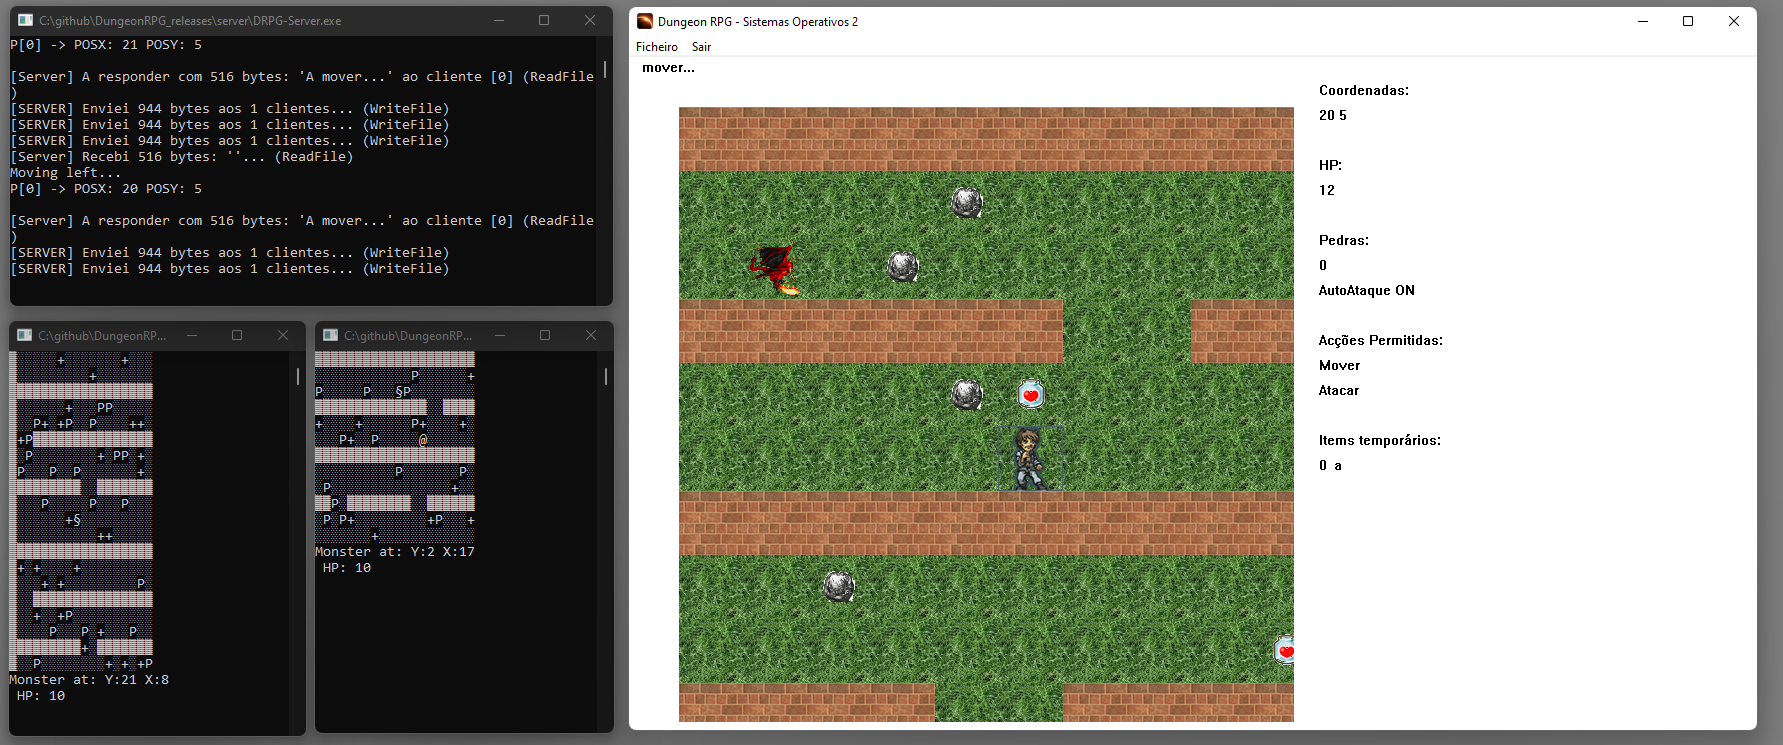 C:\github\DungeonRPG_releases\server\DRPG-Server.exe
P[0] -> POSX: 21 POSY: 5
[Server] A responder com 516 bytes: 'A mover...' ao cliente [0] (ReadFile
)
[SERVER] Enviei 944 bytes aos 1 clientes... (WriteFile)
[SERVER] Enviei 944 bytes aos 1 clientes... (WriteFile)
[SERVER] Enviei 944 bytes aos 1 clientes... (WriteFile)
[Server] Recebi 516 bytes: ''... (ReadFile)
Moving left...
P[0] -> POSX: 20 POSY: 5
[Server] A responder com 516 bytes: 'A mover...' ao cliente [0] (ReadFile
)
[SERVER] Enviei 944 bytes aos 1 clientes... (WriteFile)
[SERVER] Enviei 944 bytes aos 1 clientes... (WriteFile)
C:\github\DungeonRP...
+ +
+
+ PP
P+ +P P ++
+P
P + PP +
P P P +
P P P
+§
++
+ + +
+ + P
+ +P
P P + P
+
P + + +P
Monster at: Y:21 X:8
HP: 10
C:\github\DungeonRP...
P +
P P §P
+ + P+ +
P+ P @
P P
P +
P
P P+ +P +
+
Monster at: Y:2 X:17
HP: 10
Dungeon RPG - Sistemas Operativos 2
Ficheiro Sair
mover...
Coordenadas:
20 5
HP:
12
Pedras:
0
AutoAtaque ON
Acções Permitidas:
Mover
Atacar
Items temporários:
0 a